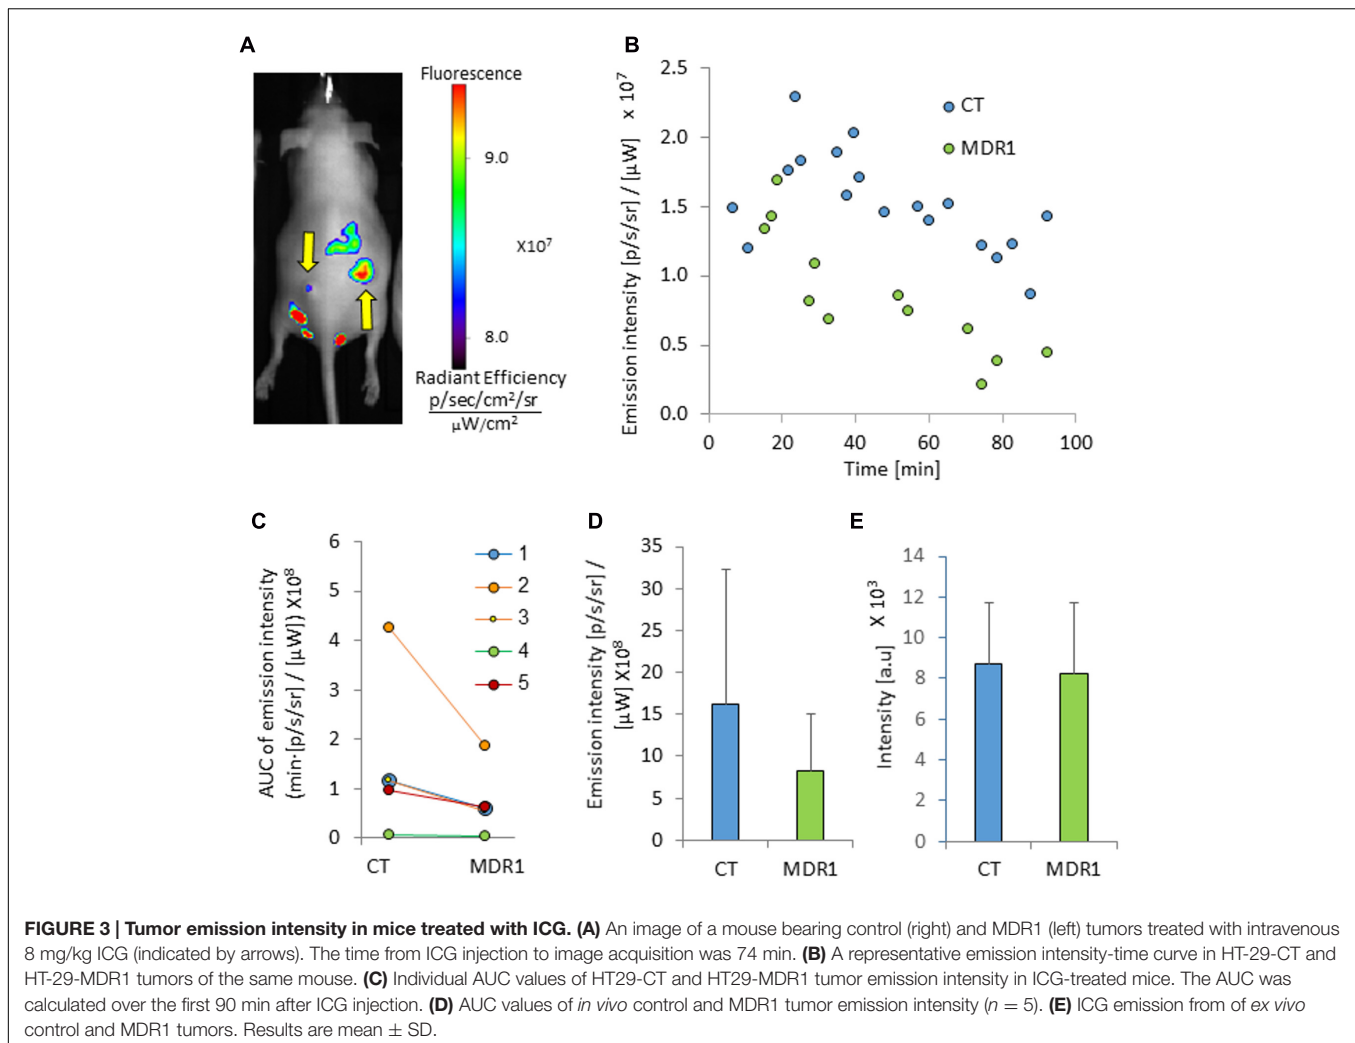 A
Fluorescence
9.0
X10⁷
8.0
Radiant Efficiency
p/sec/cm²/sr
µW/cm²
B
Emission intensity [p/s/sr] / [µW] x 10⁷
2.5
2.0
1.5
1.0
0.5
0.0
0 20 40 60 80 100
Time [min]
CT
MDR1
C
AUC of emission intensity
(min·[p/s/sr] / [µW]) X10⁸
6
5
4
3
2
1
0
CT MDR1
1
2
3
4
5
D
Emission intensity [p/s/sr] /
[µW] X10⁸
35
30
25
20
15
10
5
0
CT MDR1
E
Intensity [a.u] X 10³
14
12
10
8
6
4
2
0
CT MDR1
FIGURE 3 | Tumor emission intensity in mice treated with ICG. (A) An image of a mouse bearing control (right) and MDR1 (left) tumors treated with intravenous
8 mg/kg ICG (indicated by arrows). The time from ICG injection to image acquisition was 74 min. (B) A representative emission intensity-time curve in HT-29-CT and
HT-29-MDR1 tumors of the same mouse. (C) Individual AUC values of HT29-CT and HT29-MDR1 tumor emission intensity in ICG-treated mice. The AUC was
calculated over the first 90 min after ICG injection. (D) AUC values of in vivo control and MDR1 tumor emission intensity (n = 5). (E) ICG emission from of ex vivo
control and MDR1 tumors. Results are mean ± SD.